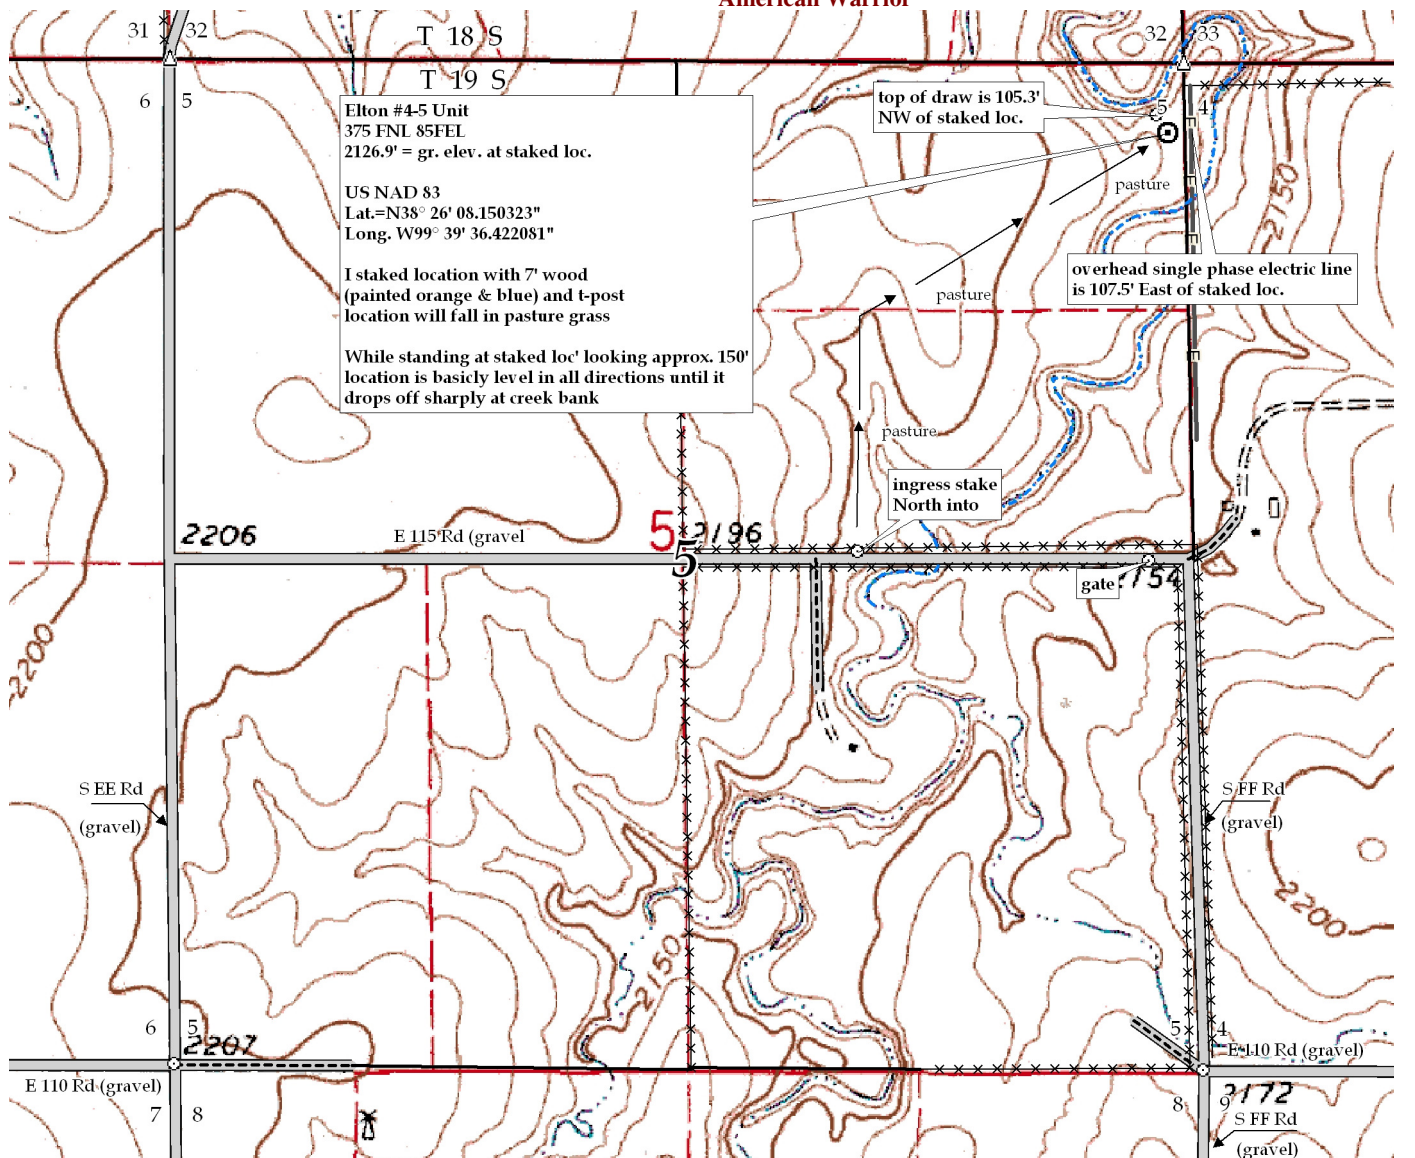 American Warrior
31
32
T 18 S
32
33
T 19 S
6
5
5
4
Elton #4-5 Unit
375 FNL 85FEL
2126.9' = gr. elev. at staked loc.
US NAD 83
Lat.=N38° 26' 08.150323"
Long. W99° 39' 36.422081"
I staked location with 7' wood
(painted orange & blue) and t-post
location will fall in pasture grass
While standing at staked loc' looking approx. 150'
location is basicly level in all directions until it
drops off sharply at creek bank
top of draw is 105.3'
NW of staked loc.
pasture
E
E
2150
E
overhead single phase electric line
is 107.5' East of staked loc.
pasture
E
pasture
ingress stake
North into
2206
E 115 Rd (gravel
5
2196
5
gate
2154
2200
S EE Rd
(gravel)
S FF Rd
(gravel)
2200
2150
6
5
2207
5
4
E 110 Rd (gravel)
E 110 Rd (gravel)
7
8
8
9
2172
S FF Rd
(gravel)